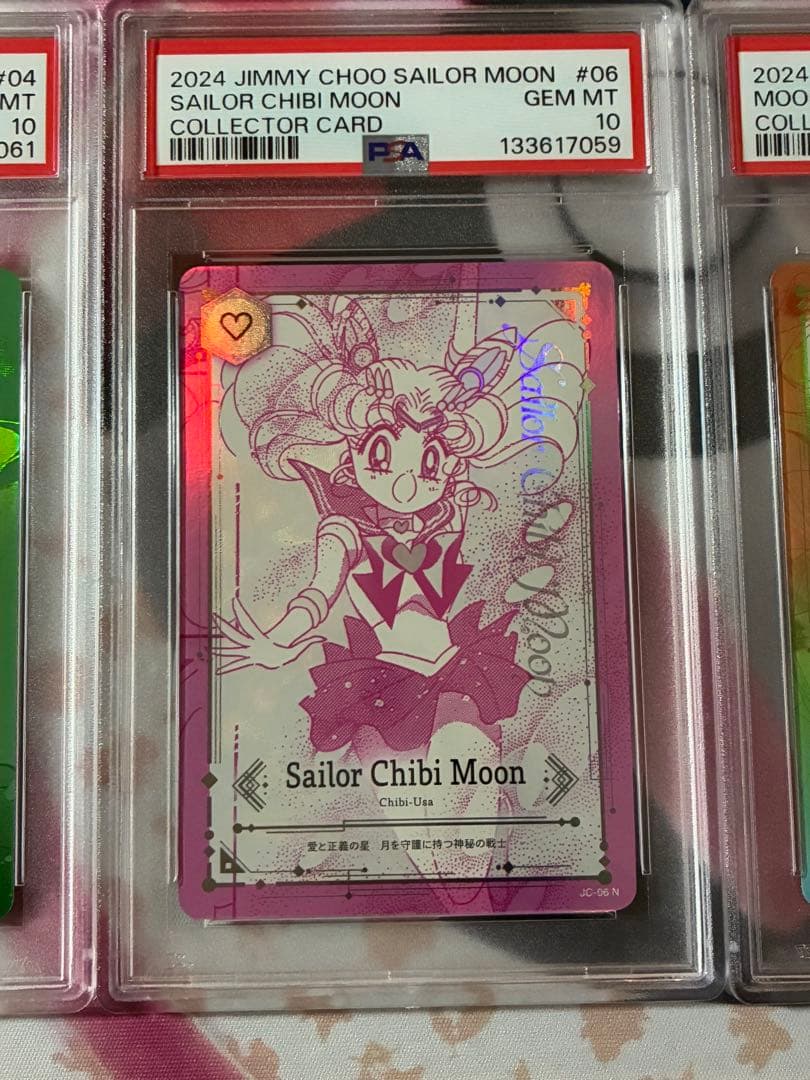 #04
MT
10
061
2024 JIMMY CHOO SAILOR MOON #06
SAILOR CHIBI MOON GEM MT
COLLECTOR CARD 10
PSA 133617059
2024
MOO
COLL
Sailor Chibi Moon
Sailor Chibi Moon
Chibi-Usa
愛と正義の星 月を守護に持つ神秘の戦士
JC-06 N